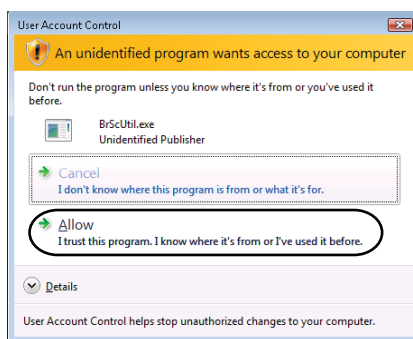 User Account Control
An unidentified program wants access to your computer
Don't run the program unless you know where it's from or you've used it
before.
BrScUtil.exe
Unidentified Publisher
Cancel
I don't know where this program is from or what it's for.
Allow
I trust this program. I know where it's from or I've used it before.
Details
User Account Control helps stop unauthorized changes to your computer.